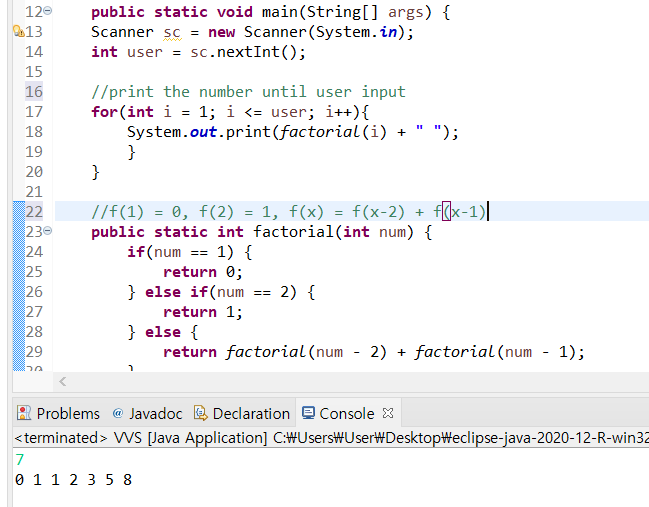 12 public static void main(String[] args) {
13 Scanner sc = new Scanner(System.in);
14 int user = sc.nextInt();
15
16 //print the number until user input
17 for(int i = 1; i <= user; i++){
18 System.out.print(factorial(i) + " ");
19 }
20 }
21
22 //f(1) = 0, f(2) = 1, f(x) = f(x-2) + f(x-1)
23 public static int factorial(int num) {
24 if(num == 1) {
25 return 0;
26 } else if(num == 2) {
27 return 1;
28 } else {
29 return factorial(num - 2) + factorial(num - 1);
Problems @ Javadoc Declaration Console
<terminated> VVS [Java Application] C:₩Users₩User₩Desktop₩eclipse-java-2020-12-R-win32
7
0 1 1 2 3 5 8